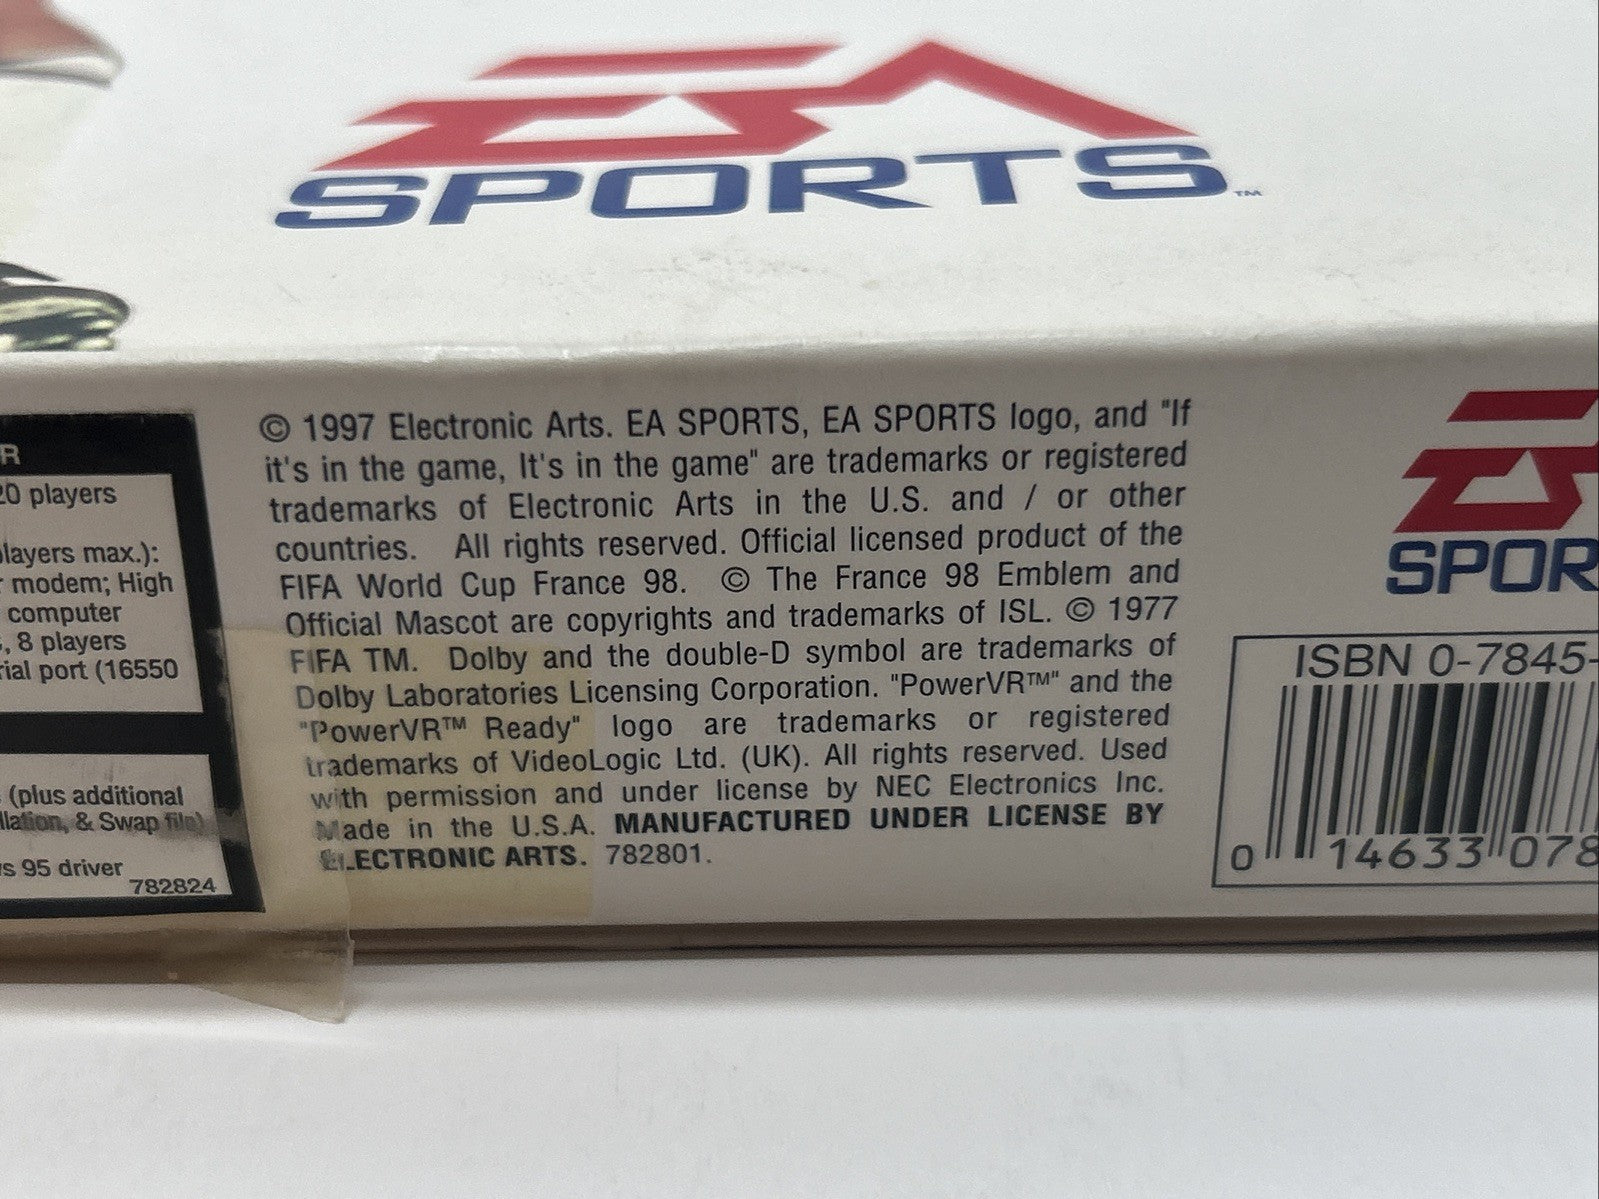 EA
SPORTS™
R
20 players
layers max.):
r modem; High
computer
, 8 players
rial port (16550
(plus additional
llation, & Swap file)
s 95 driver
782824
© 1997 Electronic Arts. EA SPORTS, EA SPORTS logo, and "If
it's in the game, It's in the game" are trademarks or registered
trademarks of Electronic Arts in the U.S. and / or other
countries. All rights reserved. Official licensed product of the
FIFA World Cup France 98. © The France 98 Emblem and
Official Mascot are copyrights and trademarks of ISL. © 1977
FIFA TM. Dolby and the double-D symbol are trademarks of
Dolby Laboratories Licensing Corporation. "PowerVR™" and the
"PowerVR™ Ready" logo are trademarks or registered
trademarks of VideoLogic Ltd. (UK). All rights reserved. Used
with permission and under license by NEC Electronics Inc.
Made in the U.S.A. MANUFACTURED UNDER LICENSE BY
ELECTRONIC ARTS. 782801.
EA
SPOR
ISBN 0-7845-
0 14633 078